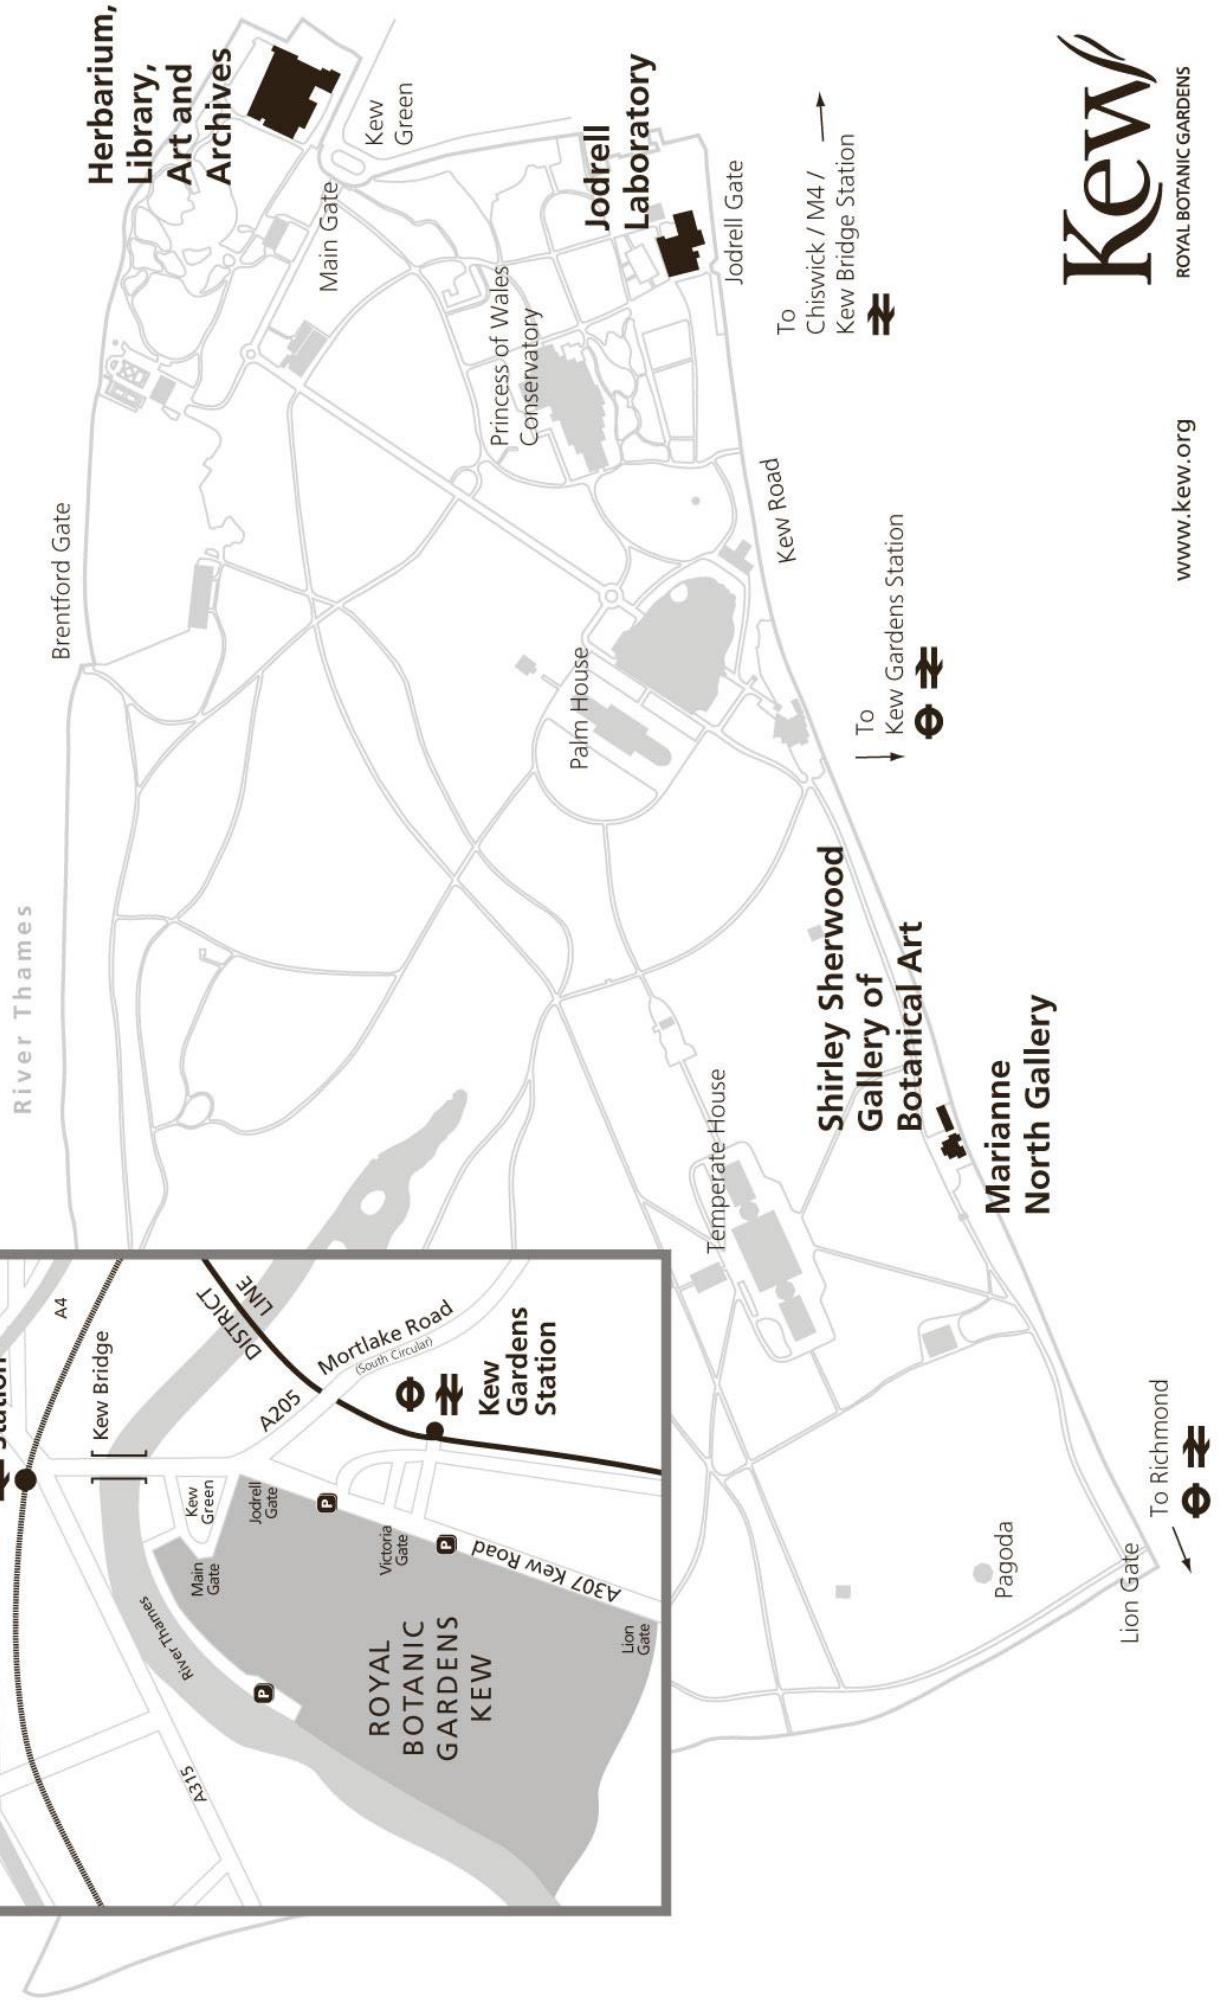 Herbarium,
Library,
Art and
Archives
Kew
Green
Main Gate
Jodrell
Laboratory
Jodrell Gate
To
Chiswick / M4 /
Kew Bridge Station
Kew
ROYAL BOTANIC GARDENS
Princess of Wales
Conservatory
Brentford Gate
Kew Road
www.kew.org
To
Kew Gardens Station
Palm House
River Thames
Shirley Sherwood
Gallery of
Botanical Art
Marianne
North Gallery
Temperate House
Pagoda
Lion Gate
To Richmond
Station
A4
Kew Bridge
DISTRICT
LINE
Mortlake Road
(South Circular)
A205
Kew
Gardens
Station
Kew
Green
Jodrell
Gate
Main
Gate
P
Victoria
Gate
P
A307 Kew Road
River Thames
P
ROYAL
BOTANIC
GARDENS
KEW
Lion
Gate
A315